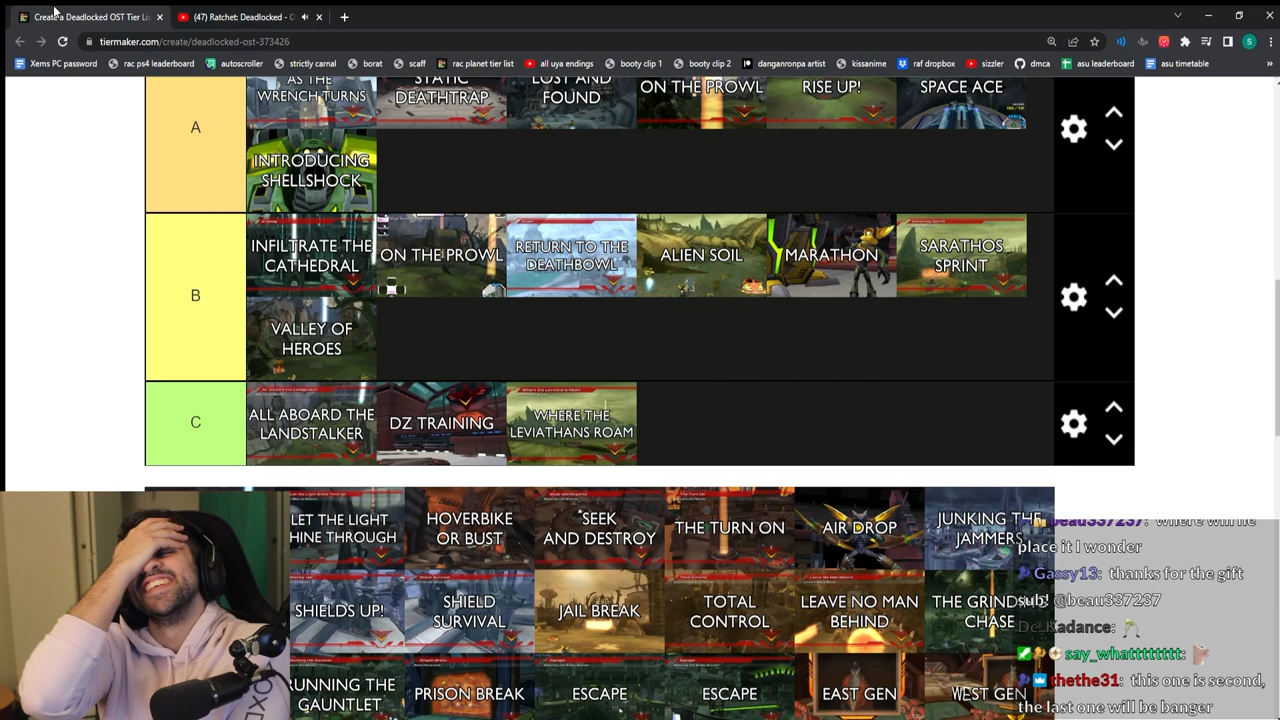 Create a Deadlocked OST Tier Lis
(47) Ratchet: Deadlocked - O
tiermaker.com/create/deadlocked-ost-373426
Xems PC password
rac ps4 leaderboard
autoscroller
strictly carnal
borat
scaff
rac planet tier list
all uya endings
booty clip 1
booty clip 2
danganronpa artist
kissanime
raf dropbox
sizzler
dmca
asu leaderboard
asu timetable
»
S
A
AS THE
WRENCH TURNS
STATIC
DEATHTRAP
LOST AND
FOUND
ON THE PROWL
RISE UP!
SPACE ACE
INTRODUCING
SHELLSHOCK
B
INFILTRATE THE
CATHEDRAL
ON THE PROWL
RETURN TO THE
DEATHBOWL
ALIEN SOIL
MARATHON
SARATHOS
SPRINT
VALLEY OF
HEROES
C
ALL ABOARD THE
LANDSTALKER
DZ TRAINING
WHERE THE
LEVIATHANS ROAM
LET THE LIGHT
HINE THROUGH
HOVERBIKE
OR BUST
SEEK
AND DESTROY
THE TURN ON
AIR DROP
JUNKING THE
JAMMERS
SHIELDS UP!
SHIELD
SURVIVAL
JAIL BREAK
TOTAL
CONTROL
LEAVE NO MAN
BEHIND
THE GRIND
CHASE
RUNNING THE
GAUNTLET
PRISON BREAK
ESCAPE
ESCAPE
EAST GEN
WEST GEN
beau337237: where will he
place it I wonder
Gassy13: thanks for the gift
sub! @beau337237
De_Kadance:
say_whattttttttt:
thethe31: this one is second,
the last one will be banger